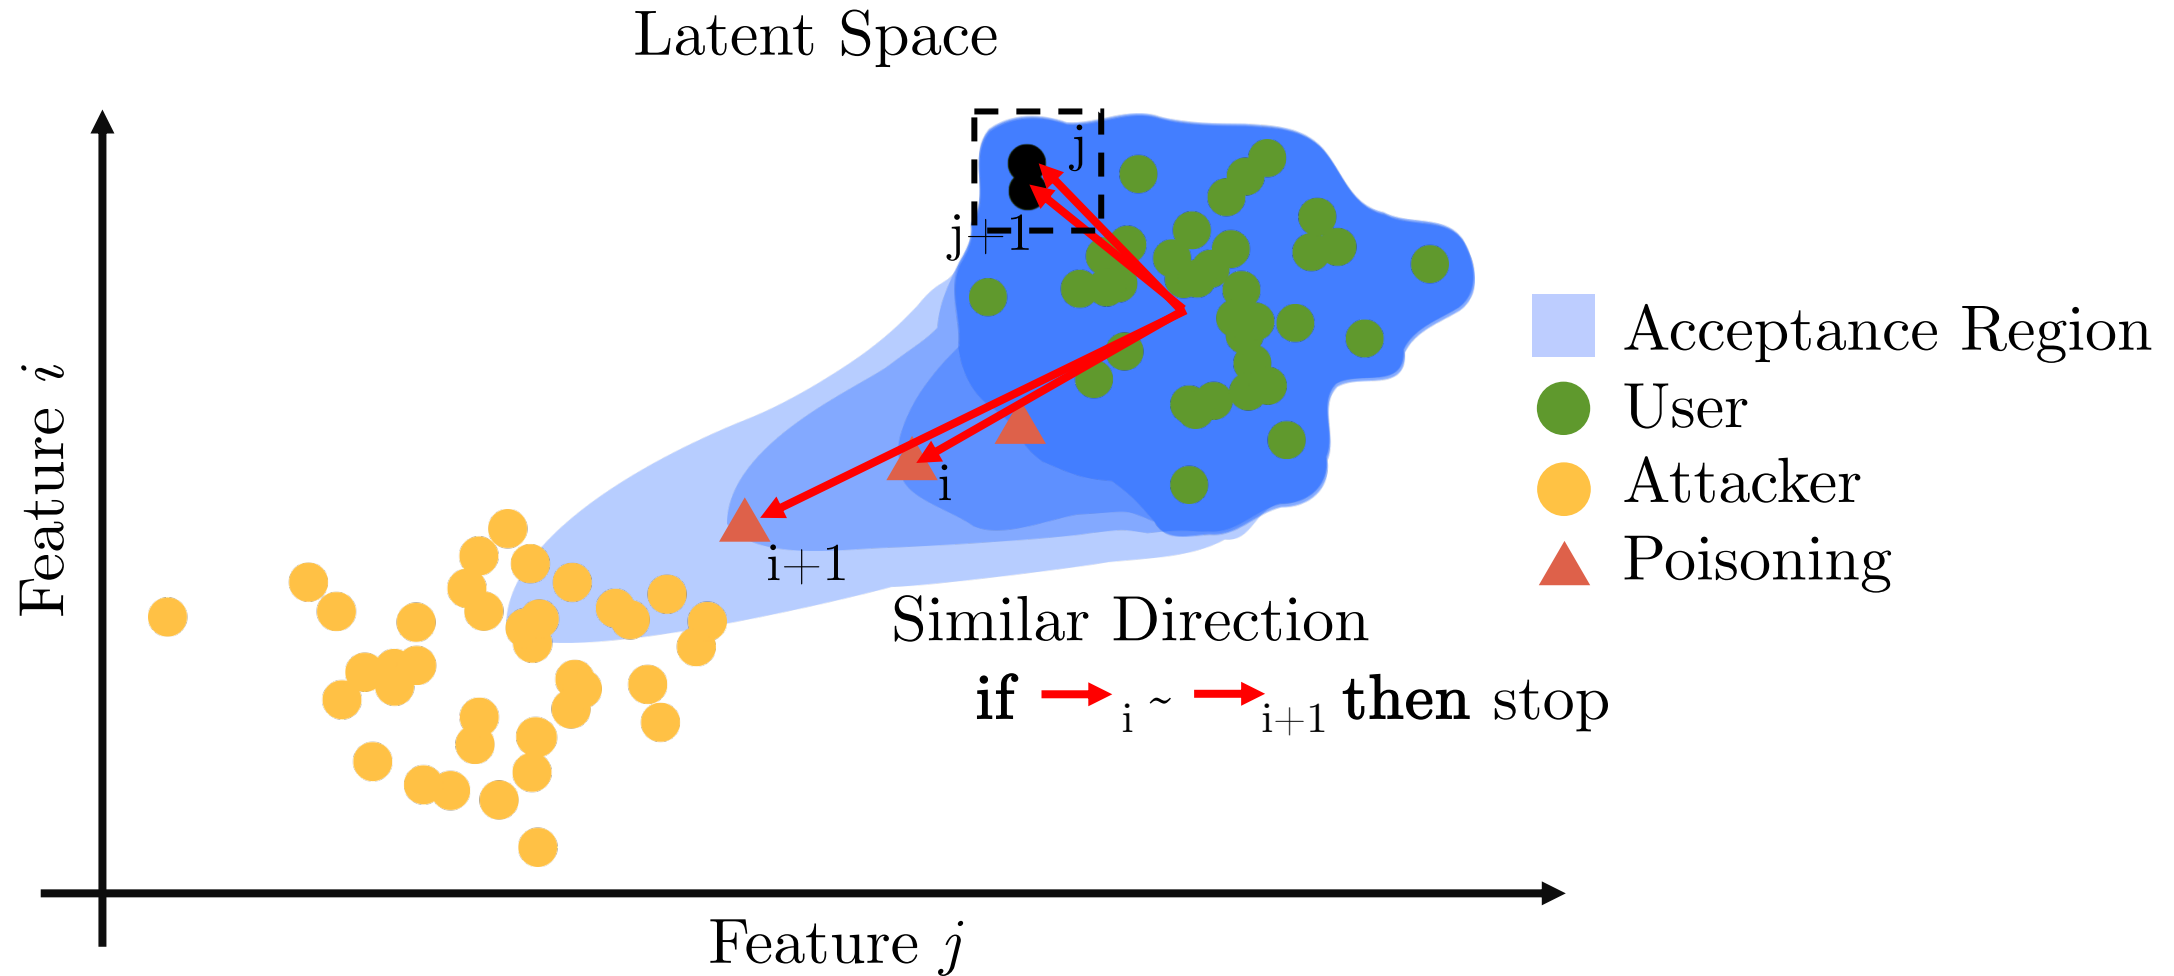 Latent Space
Feature i
j
j+1
i
i+1
Acceptance Region
User
Attacker
Poisoning
Similar Direction
if i ~ i+1 then stop
Feature j